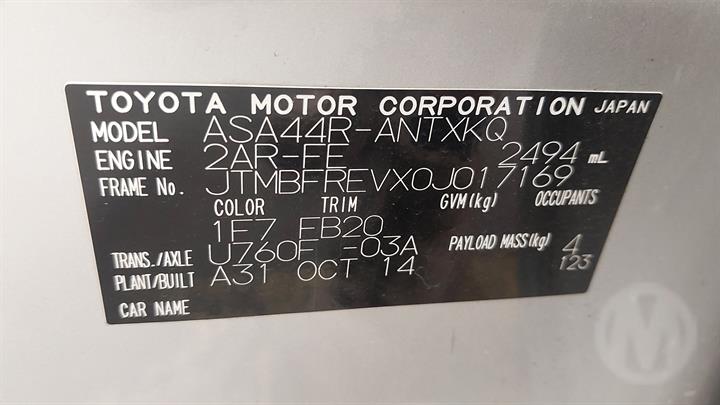 TOYOTA MOTOR CORPORATION JAPAN
MODEL ASA44R-ANTXKQ
ENGINE 2AR-FE 2494 mL
FRAME No. JTMBFREVX0J017169
COLOR TRIM GVM(kg) OCCUPANTS
1F7 FB20
TRANS./AXLE U760F -03A PAYLOAD MASS(kg) 4
PLANT/BUILT A31 OCT 14 123
CAR NAME
M